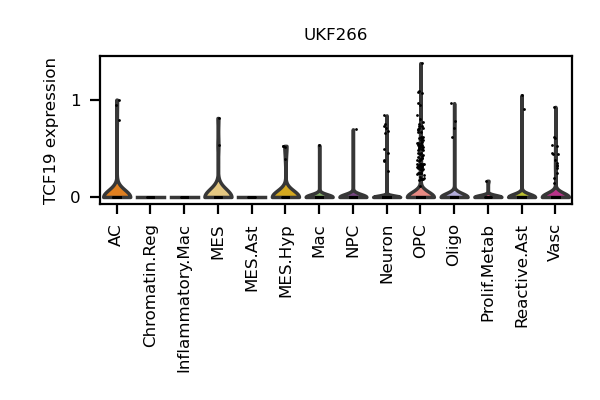 UKF266
TCF19 expression
1
0
AC
Chromatin.Reg
Inflammatory.Mac
MES
MES.Ast
MES.Hyp
Mac
NPC
Neuron
OPC
Oligo
Prolif.Metab
Reactive.Ast
Vasc